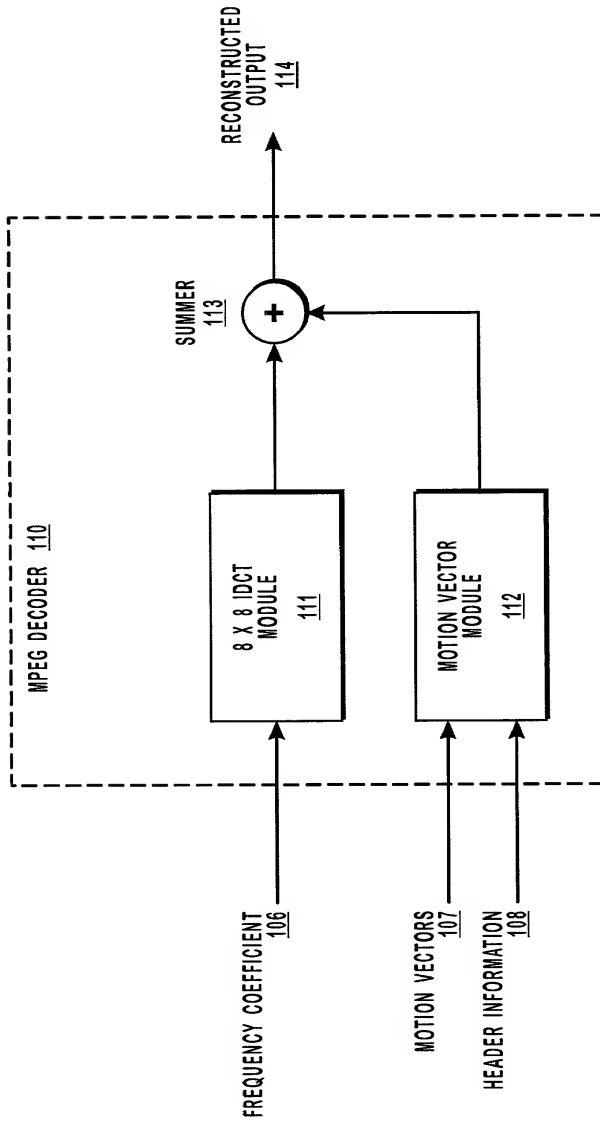 MPEG DECODER 110
FREQUENCY COEFFICIENT
106
8 X 8 IDCT
MODULE
111
SUMMER
113
+
RECONSTRUCTED
OUTPUT
114
MOTION VECTORS
107
HEADER INFORMATION
108
MOTION VECTOR
MODULE
112